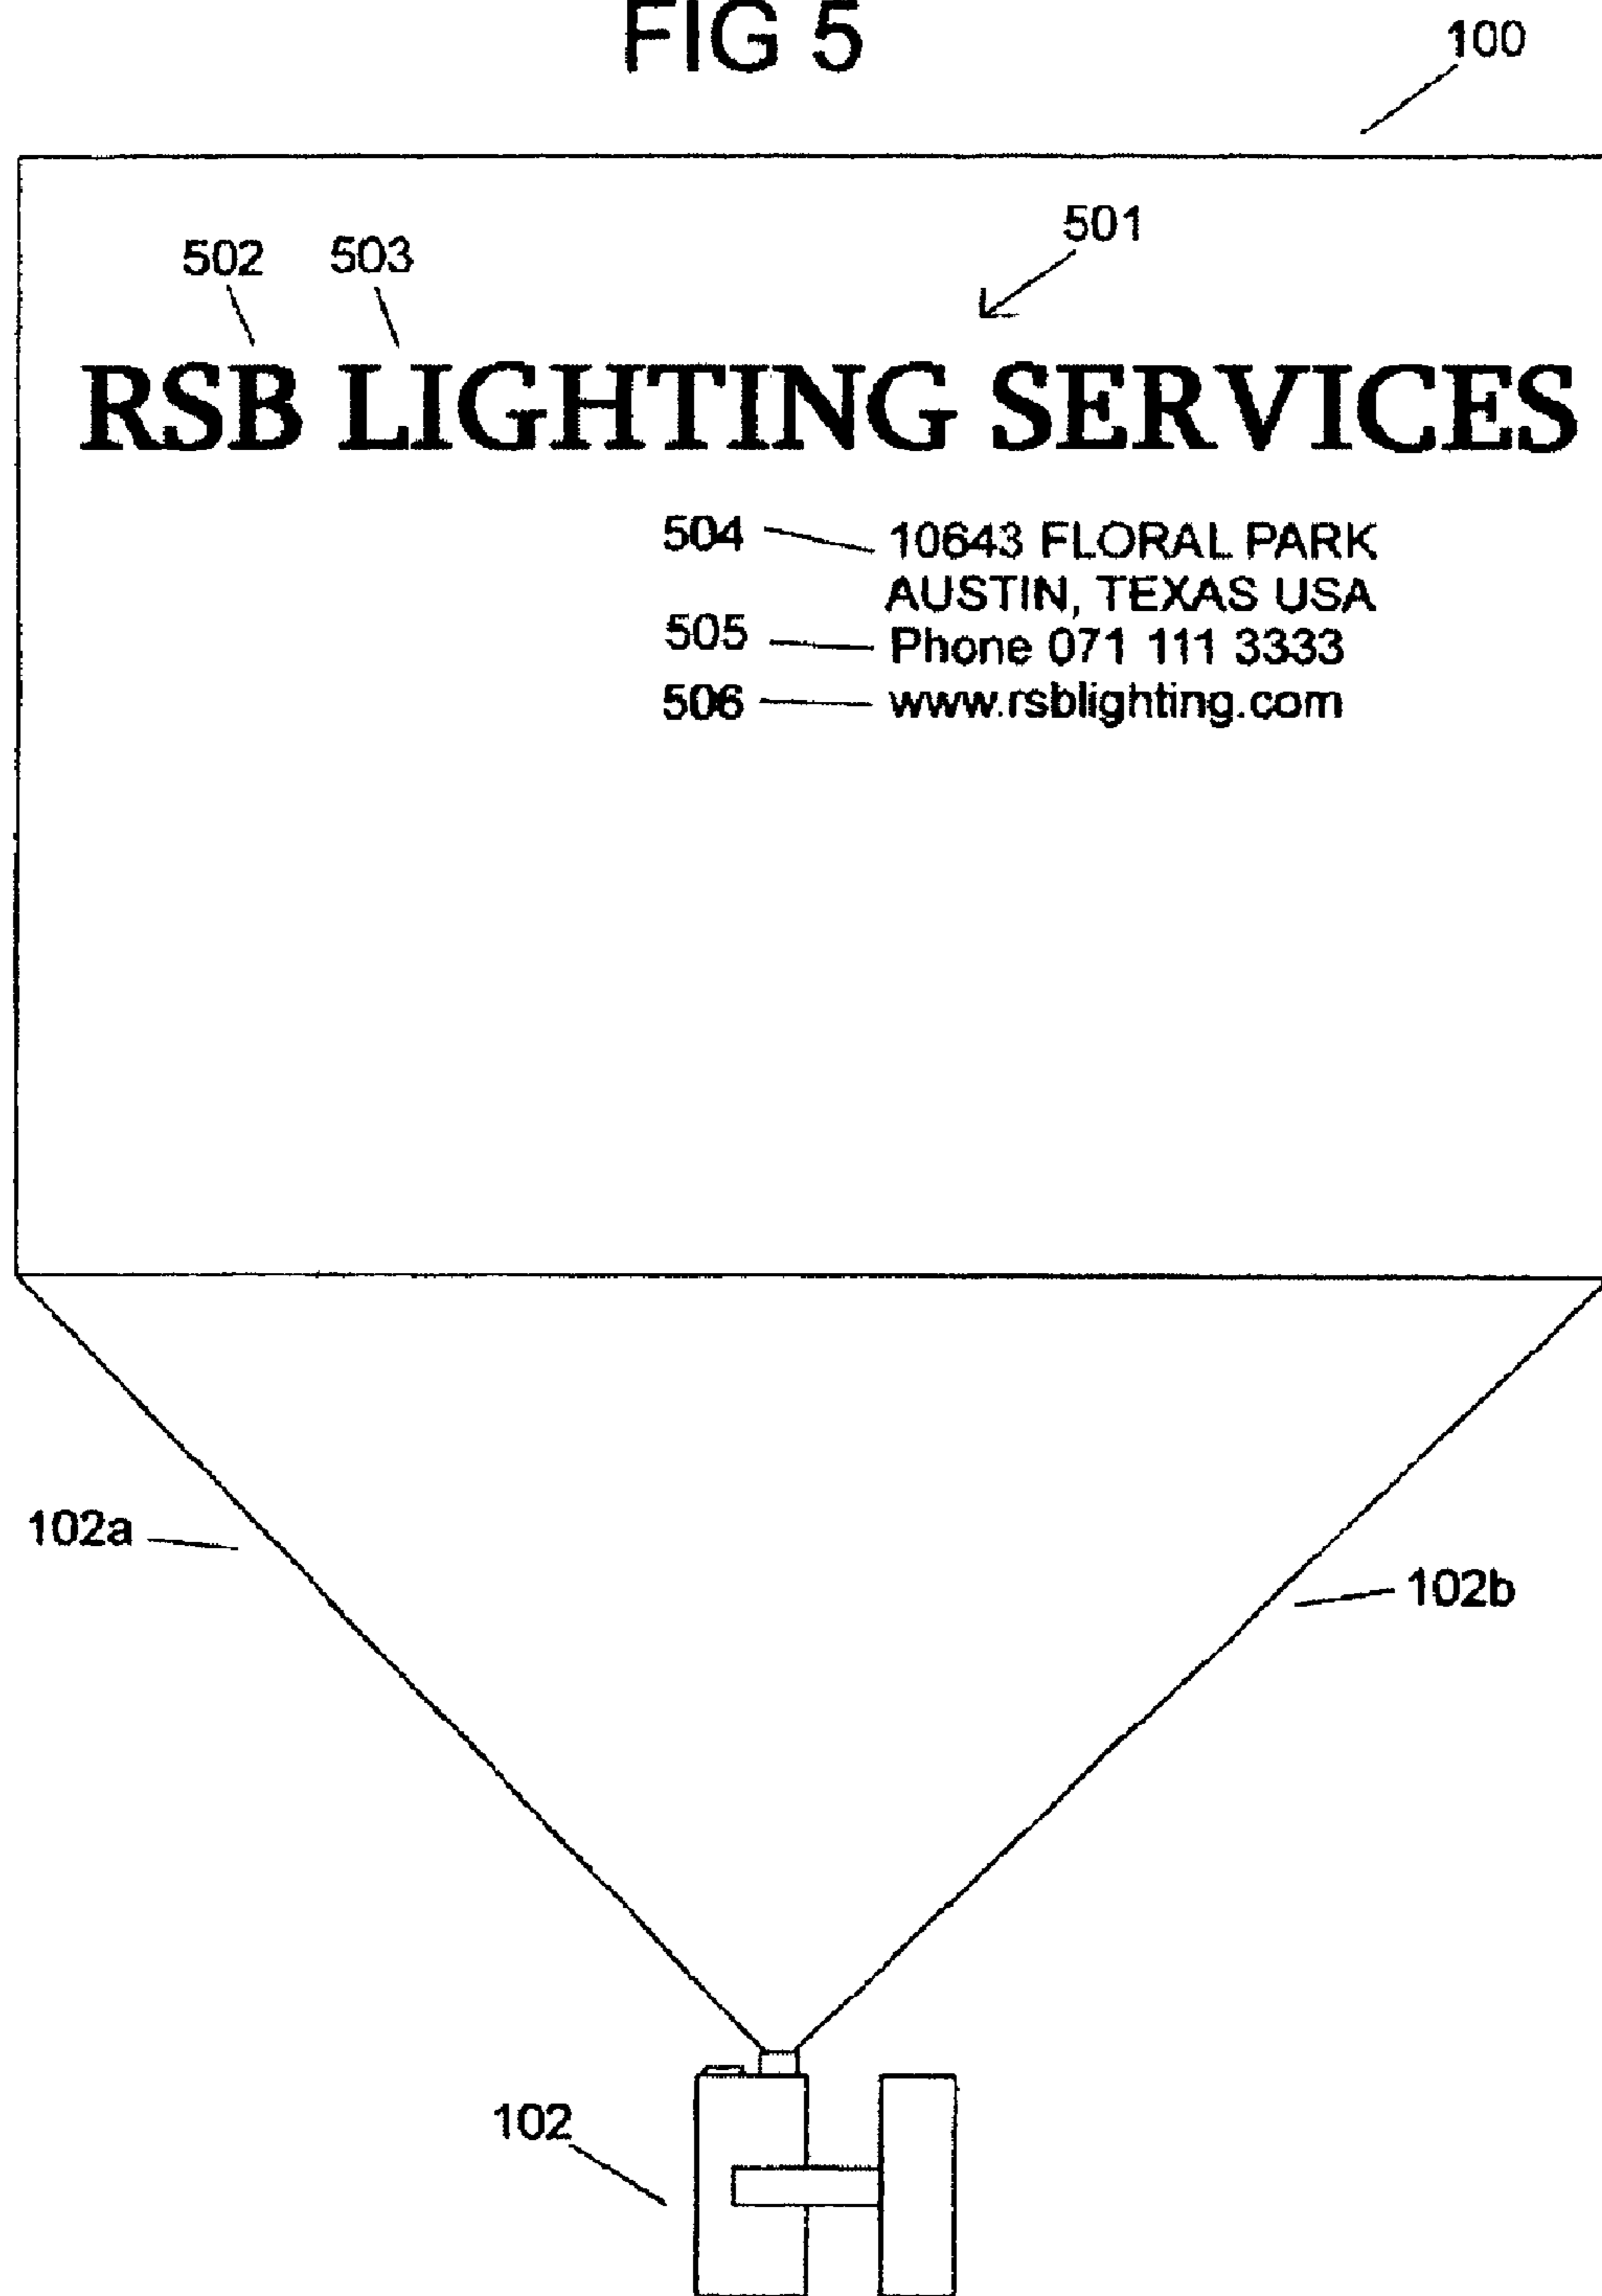 FIG 5
100
501
502 503
RSB LIGHTING SERVICES
504 10643 FLORAL PARK
AUSTIN, TEXAS USA
505 Phone 071 111 3333
506 www.rsblighting.com
102a
102b
102